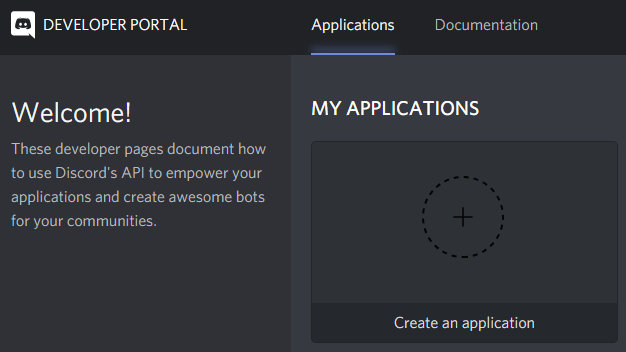 DEVELOPER PORTAL
Applications
Documentation
Welcome!
These developer pages document how
to use Discord's API to empower your
applications and create awesome bots
for your communities.
MY APPLICATIONS
Create an application